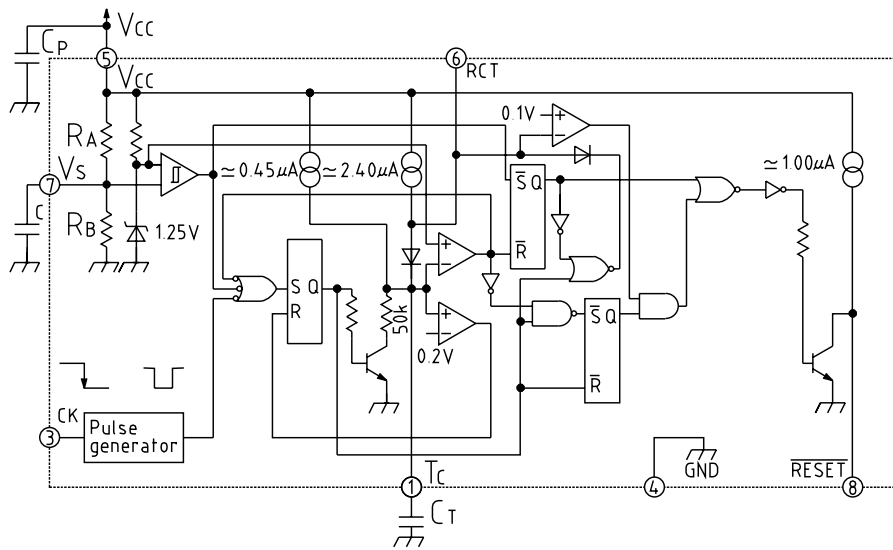 Vcc
CP
5
6
RCT
Vcc
0.1V
RA
7
Vs
≃0.45μA
≃2.40μA
S̅ Q
≃1.00μA
C
RB
1.25V
R̅
S Q
R
50k
S̅ Q
0.2V
R̅
CK
3
Pulse
generator
Tc
GND
R̅E̅S̅E̅T̅
1
4
8
CT